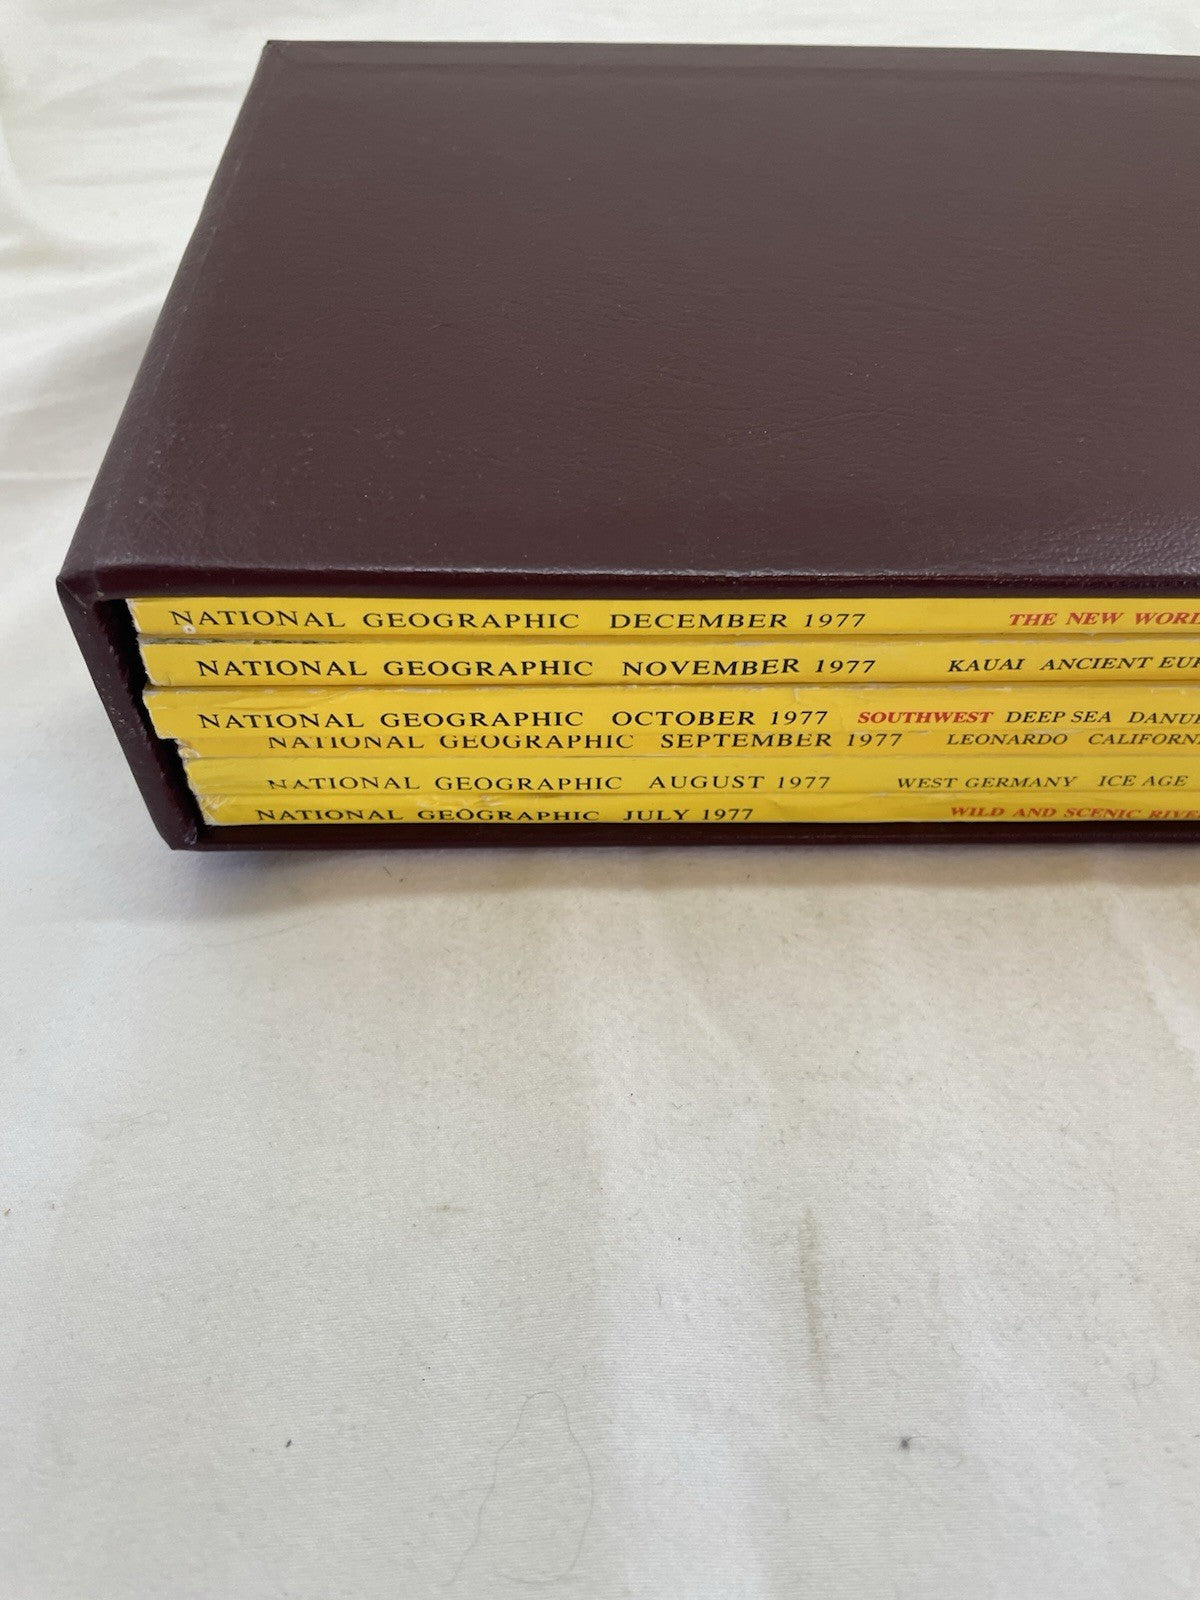 NATIONAL GEOGRAPHIC DECEMBER 1977 THE NEW
NATIONAL GEOGRAPHIC NOVEMBER 1977 KAUAI ANCIENT
NATIONAL GEOGRAPHIC OCTOBER 1977 SOUTHWEST DEEP SEA
NATIONAL GEOGRAPHIC SEPTEMBER 1977 LEONARDO
NATIONAL GEOGRAPHIC AUGUST 1977 WEST GERMANY ICE AGE
NATIONAL GEOGRAPHIC JULY 1977 WILD AND SCENIC